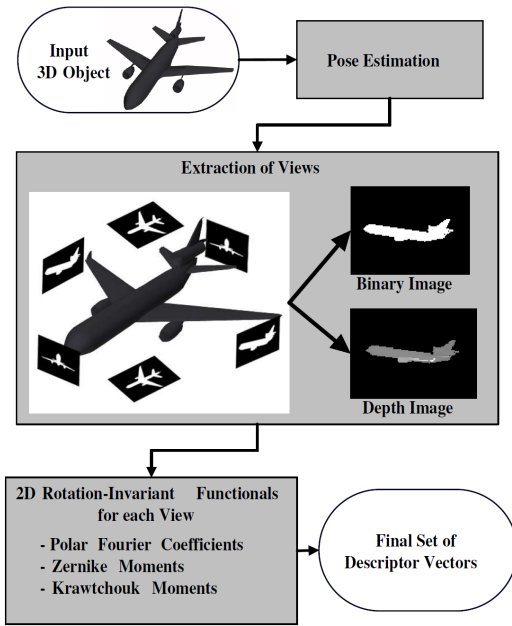 Input
3D Object
Pose Estimation
Extraction of Views
Binary Image
Depth Image
2D Rotation-Invariant Functionals
for each View
- Polar Fourier Coefficients
- Zernike Moments
- Krawtchouk Moments
Final Set of
Descriptor Vectors